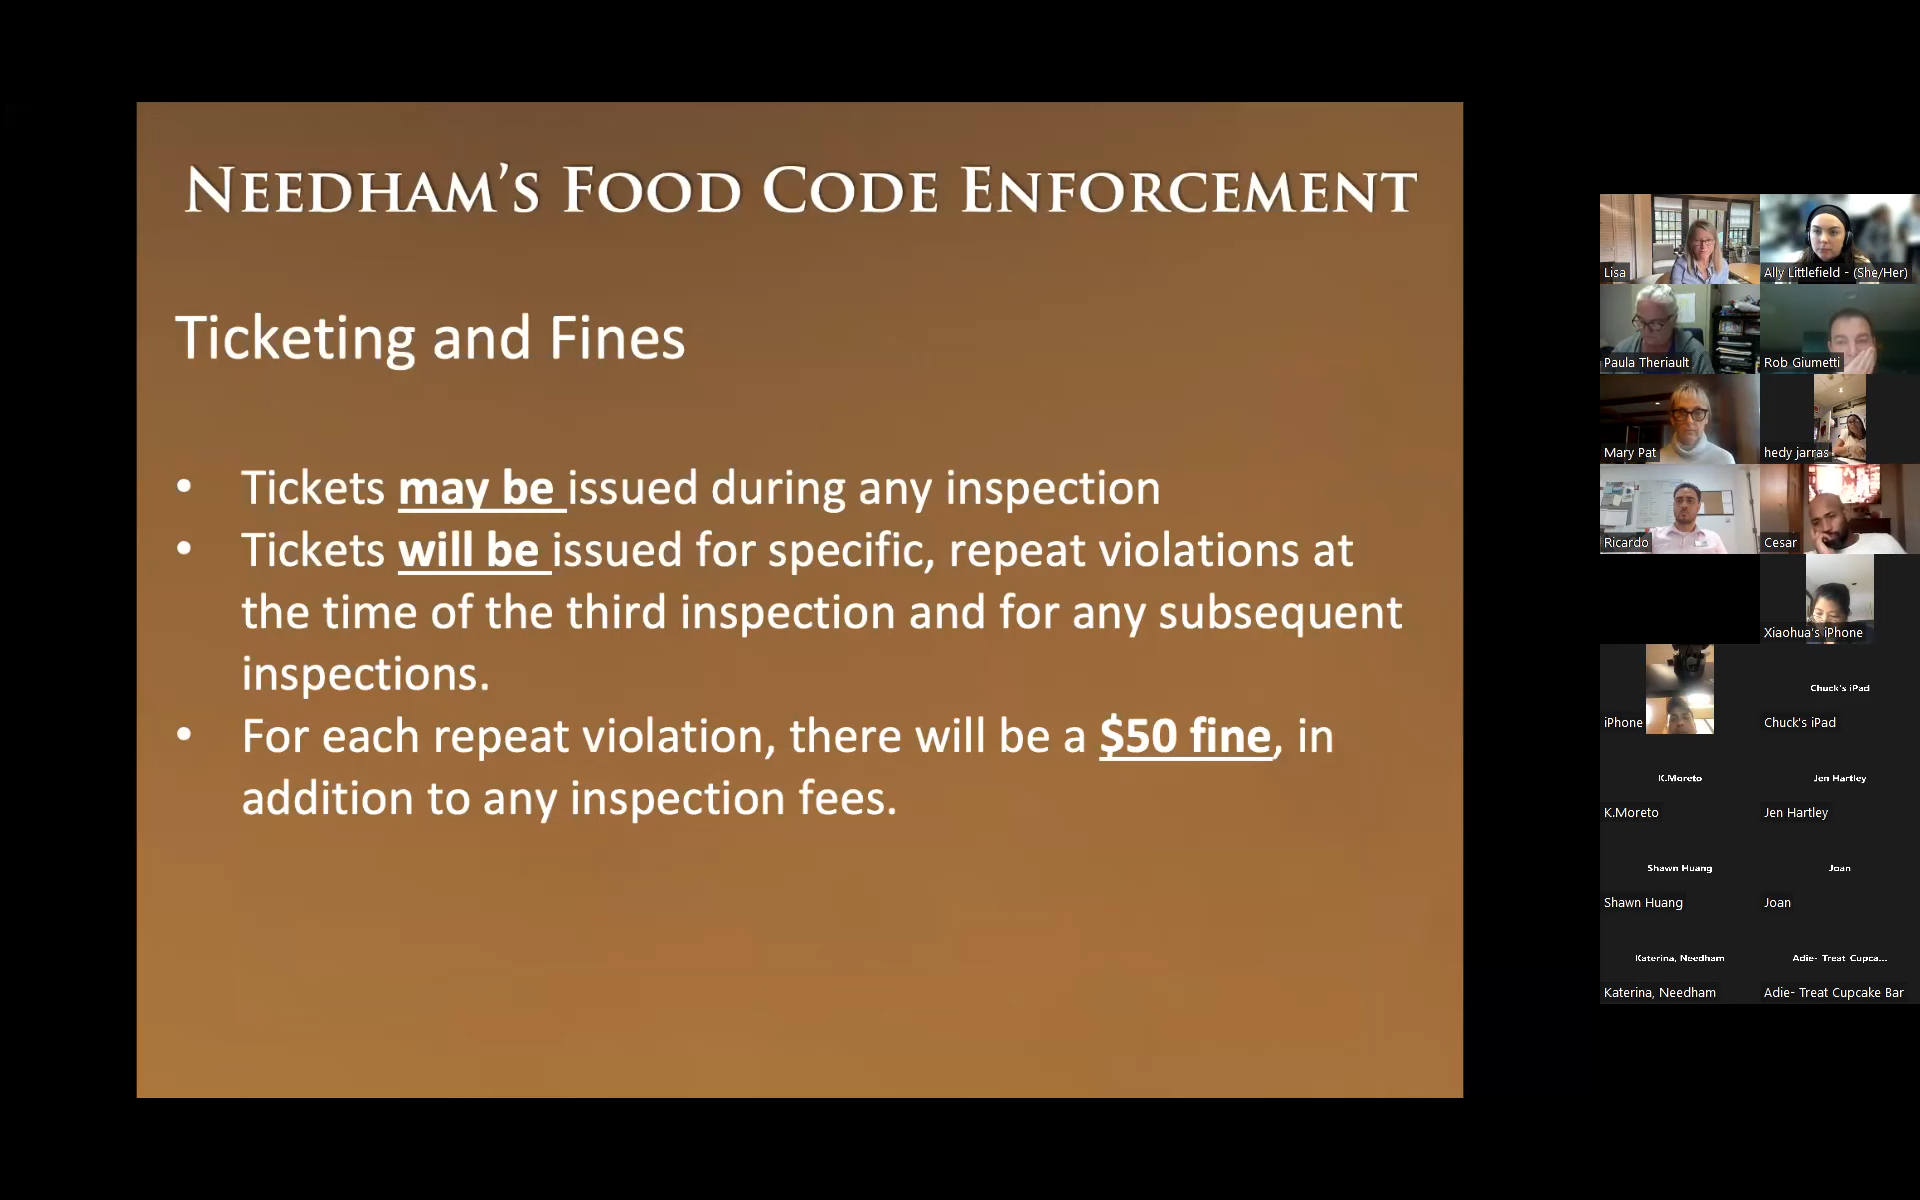 NEEDHAM'S FOOD CODE ENFORCEMENT
Ticketing and Fines
• Tickets may be issued during any inspection
• Tickets will be issued for specific, repeat violations at
the time of the third inspection and for any subsequent
inspections.
• For each repeat violation, there will be a $50 fine, in
addition to any inspection fees.
Lisa
Ally Littlefield - (She/Her)
Paula Theriault
Rob Giumetti
Mary Pat
hedy jarras
Ricardo
Cesar
Xiaohua's iPhone
iPhone
Chuck's iPad
Chuck's iPad
K.Moreto
Jen Hartley
K.Moreto
Jen Hartley
Shawn Huang
Joan
Shawn Huang
Joan
Katerina, Needham
Adie- Treat Cupca...
Katerina, Needham
Adie- Treat Cupcake Bar